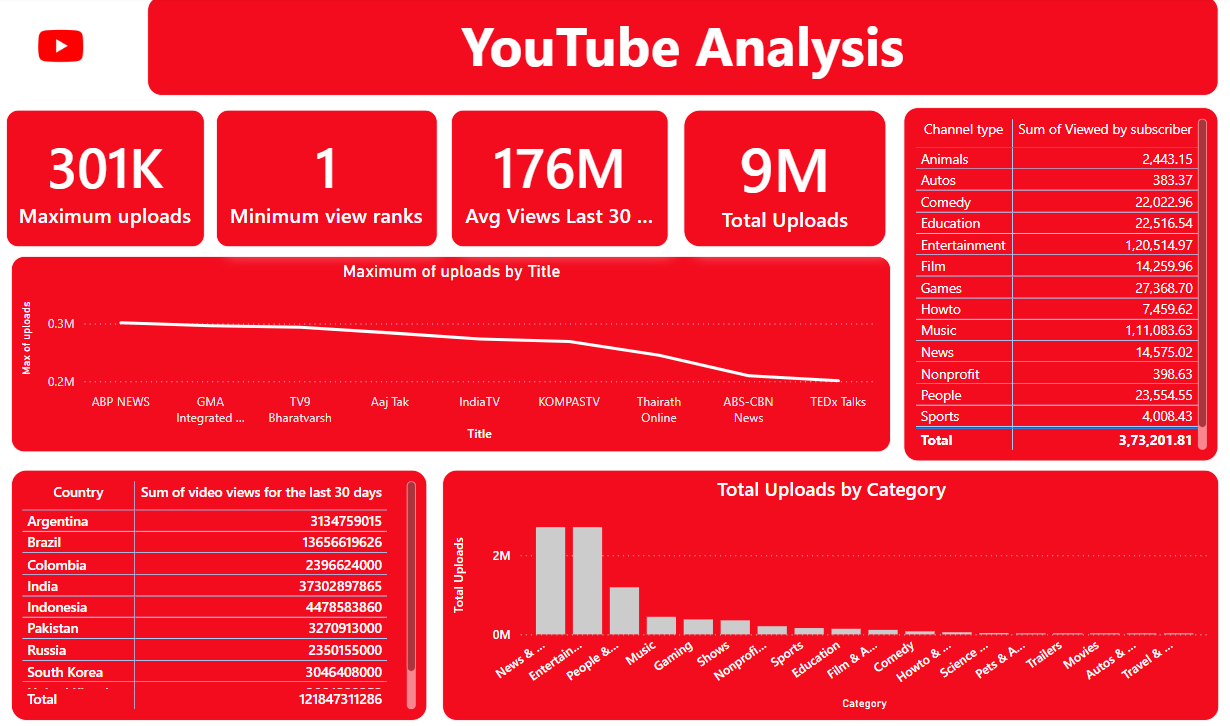 YouTube Analysis
301K
Maximum uploads
1
Minimum view ranks
176M
Avg Views Last 30 ...
9M
Total Uploads
Channel type Sum of Viewed by subscriber
Animals 2,443.15
Autos 383.37
Comedy 22,022.96
Education 22,516.54
Entertainment 1,20,514.97
Film 14,259.96
Games 27,368.70
Howto 7,459.62
Music 1,11,083.63
News 14,575.02
Nonprofit 398.63
People 23,554.55
Sports 4,008.43
Total 3,73,201.81
Maximum of uploads by Title
Max of uploads
0.3M
0.2M
ABP NEWS
GMA
Integrated ...
TV9
Bharatvarsh
Aaj Tak
IndiaTV
KOMPASTV
Thairath
Online
ABS-CBN
News
TEDx Talks
Title
Country Sum of video views for the last 30 days
Argentina 3134759015
Brazil 13656619626
Colombia 2396624000
India 37302897865
Indonesia 4478583860
Pakistan 3270913000
Russia 2350155000
South Korea 3046408000
Total 121847311286
Total Uploads by Category
Total Uploads
2M
0M
News & ...
Entertain...
People &...
Music
Gaming
Shows
Nonprofi...
Sports
Education
Film & A...
Comedy
Howto & ...
Science ...
Pets & A...
Trailers
Movies
Autos & ...
Travel & ...
Category